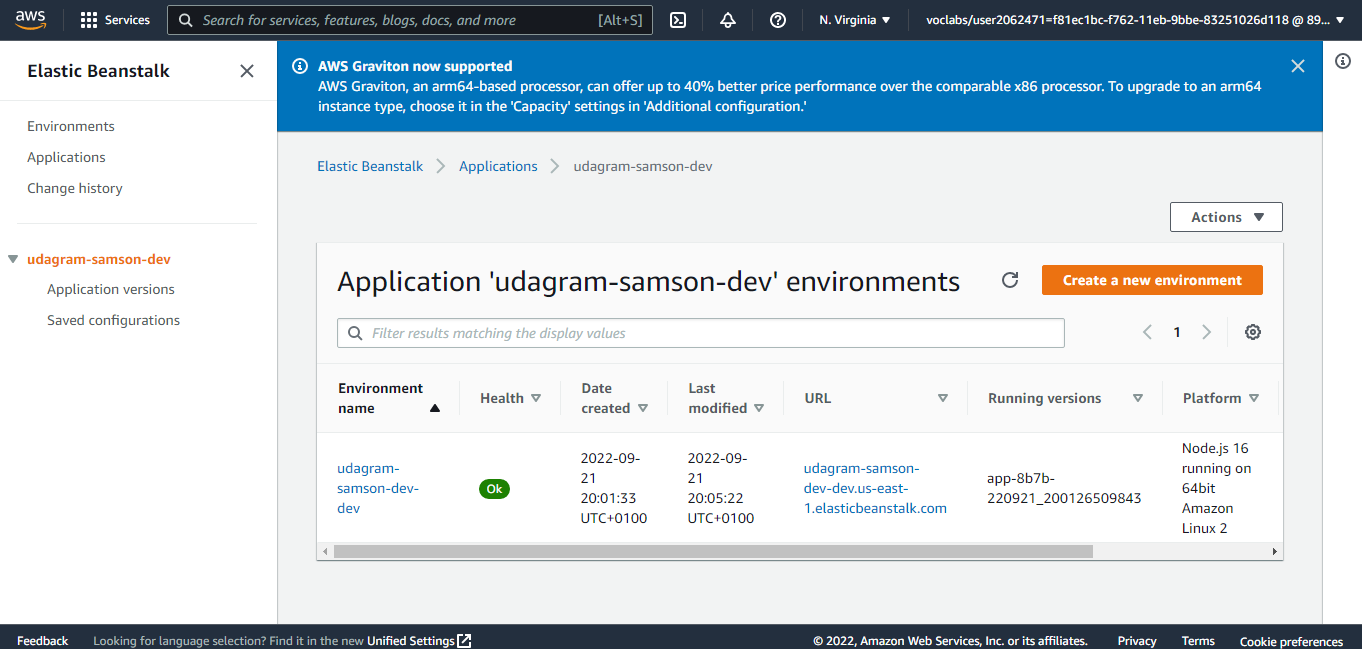 aws
Services
Search for services, features, blogs, docs, and more
[Alt+S]
N. Virginia
voclabs/user2062471=f81ec1bc-f762-11eb-9bbe-83251026d118 @ 89...
Elastic Beanstalk
Environments
Applications
Change history
udagram-samson-dev
Application versions
Saved configurations
AWS Graviton now supported
AWS Graviton, an arm64-based processor, can offer up to 40% better price performance over the comparable x86 processor. To upgrade to an arm64
instance type, choose it in the 'Capacity' settings in 'Additional configuration.'
Elastic Beanstalk
Applications
udagram-samson-dev
Actions
Application 'udagram-samson-dev' environments
Create a new environment
Filter results matching the display values
1
Environment
name
Health
Date
created
Last
modified
URL
Running versions
Platform
udagram-
samson-dev-
dev
Ok
2022-09-
21
20:01:33
UTC+0100
2022-09-
21
20:05:22
UTC+0100
udagram-samson-
dev-dev.us-east-
1.elasticbeanstalk.com
app-8b7b-
220921_200126509843
Node.js 16
running on
64bit
Amazon
Linux 2
Feedback
Looking for language selection? Find it in the new Unified Settings
© 2022, Amazon Web Services, Inc. or its affiliates.
Privacy
Terms
Cookie preferences